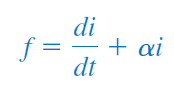 f = di/dt + αi